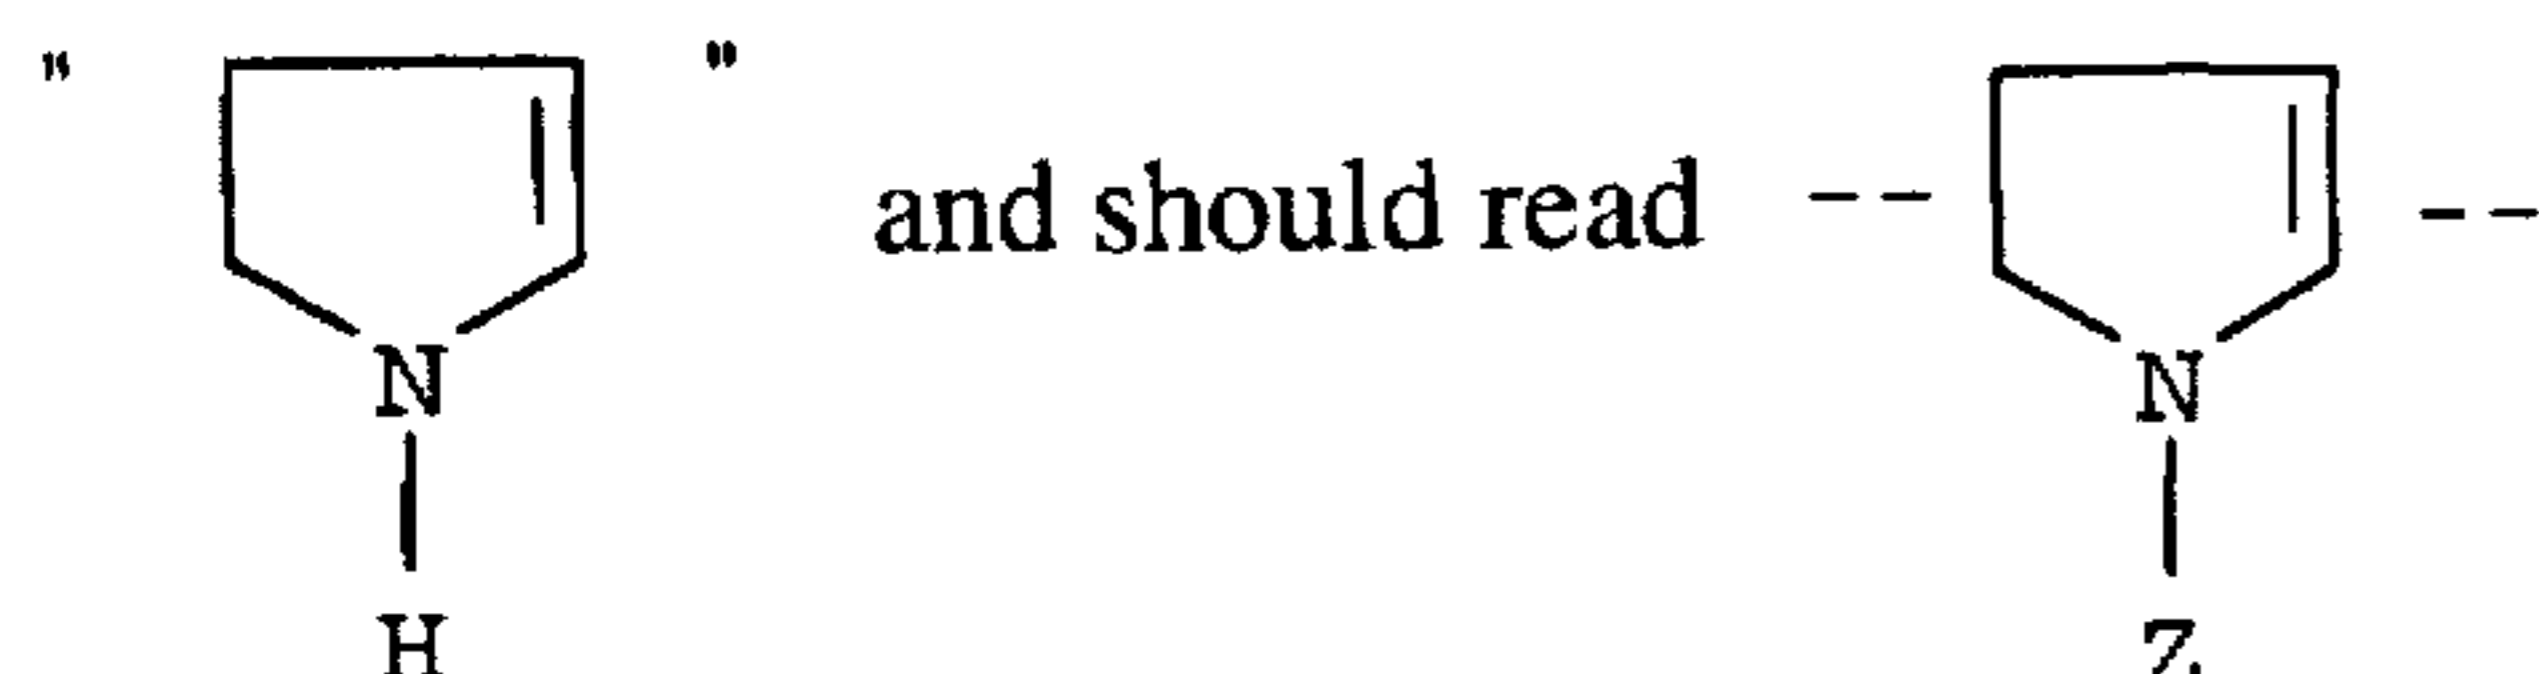 " " and should read -- --
N N
H Z